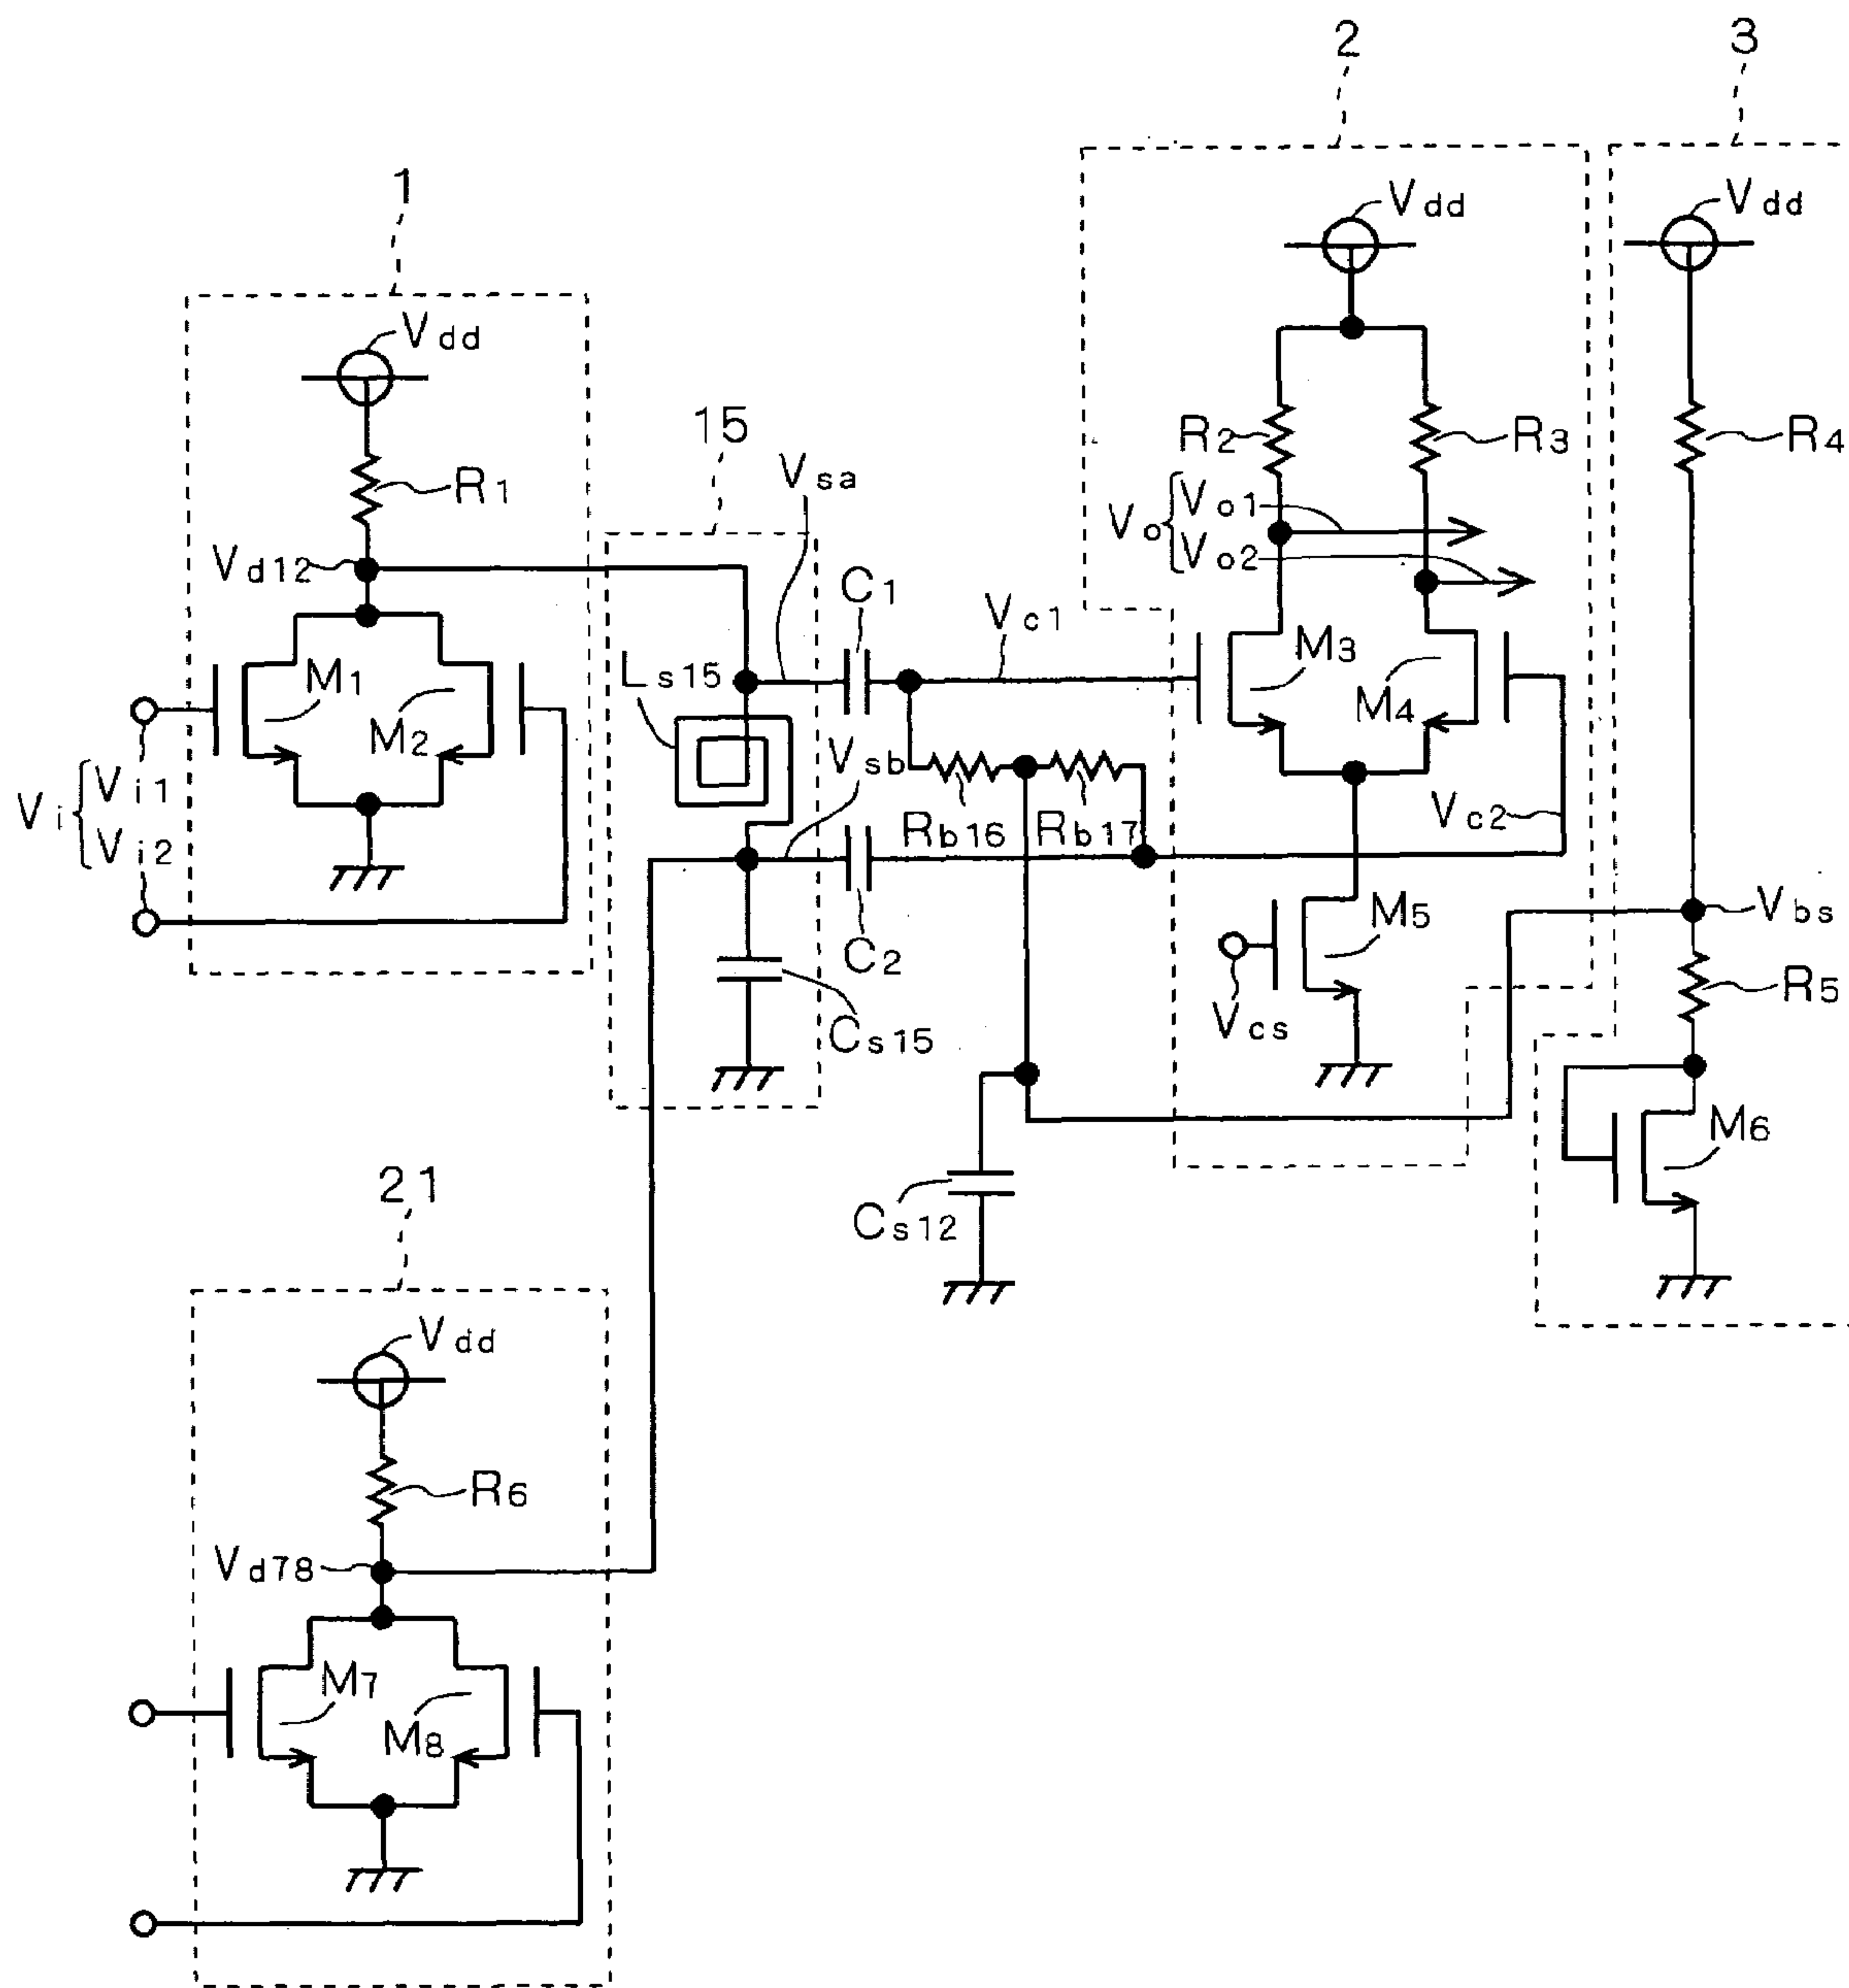 2
3
1
Vdd
Vdd
Vdd
15
R2
R3
R4
R1
Vsa
Vo
Vo1
Vo2
Vd12
C1
Vc1
M3
M4
M1
M2
Ls15
Vsb
Vi
Vi1
Vi2
Rb16
Rb17
Vc2
Vbs
M5
C2
R5
Vcs
Cs15
M6
21
Cs12
Vdd
R6
Vd78
M7
M8